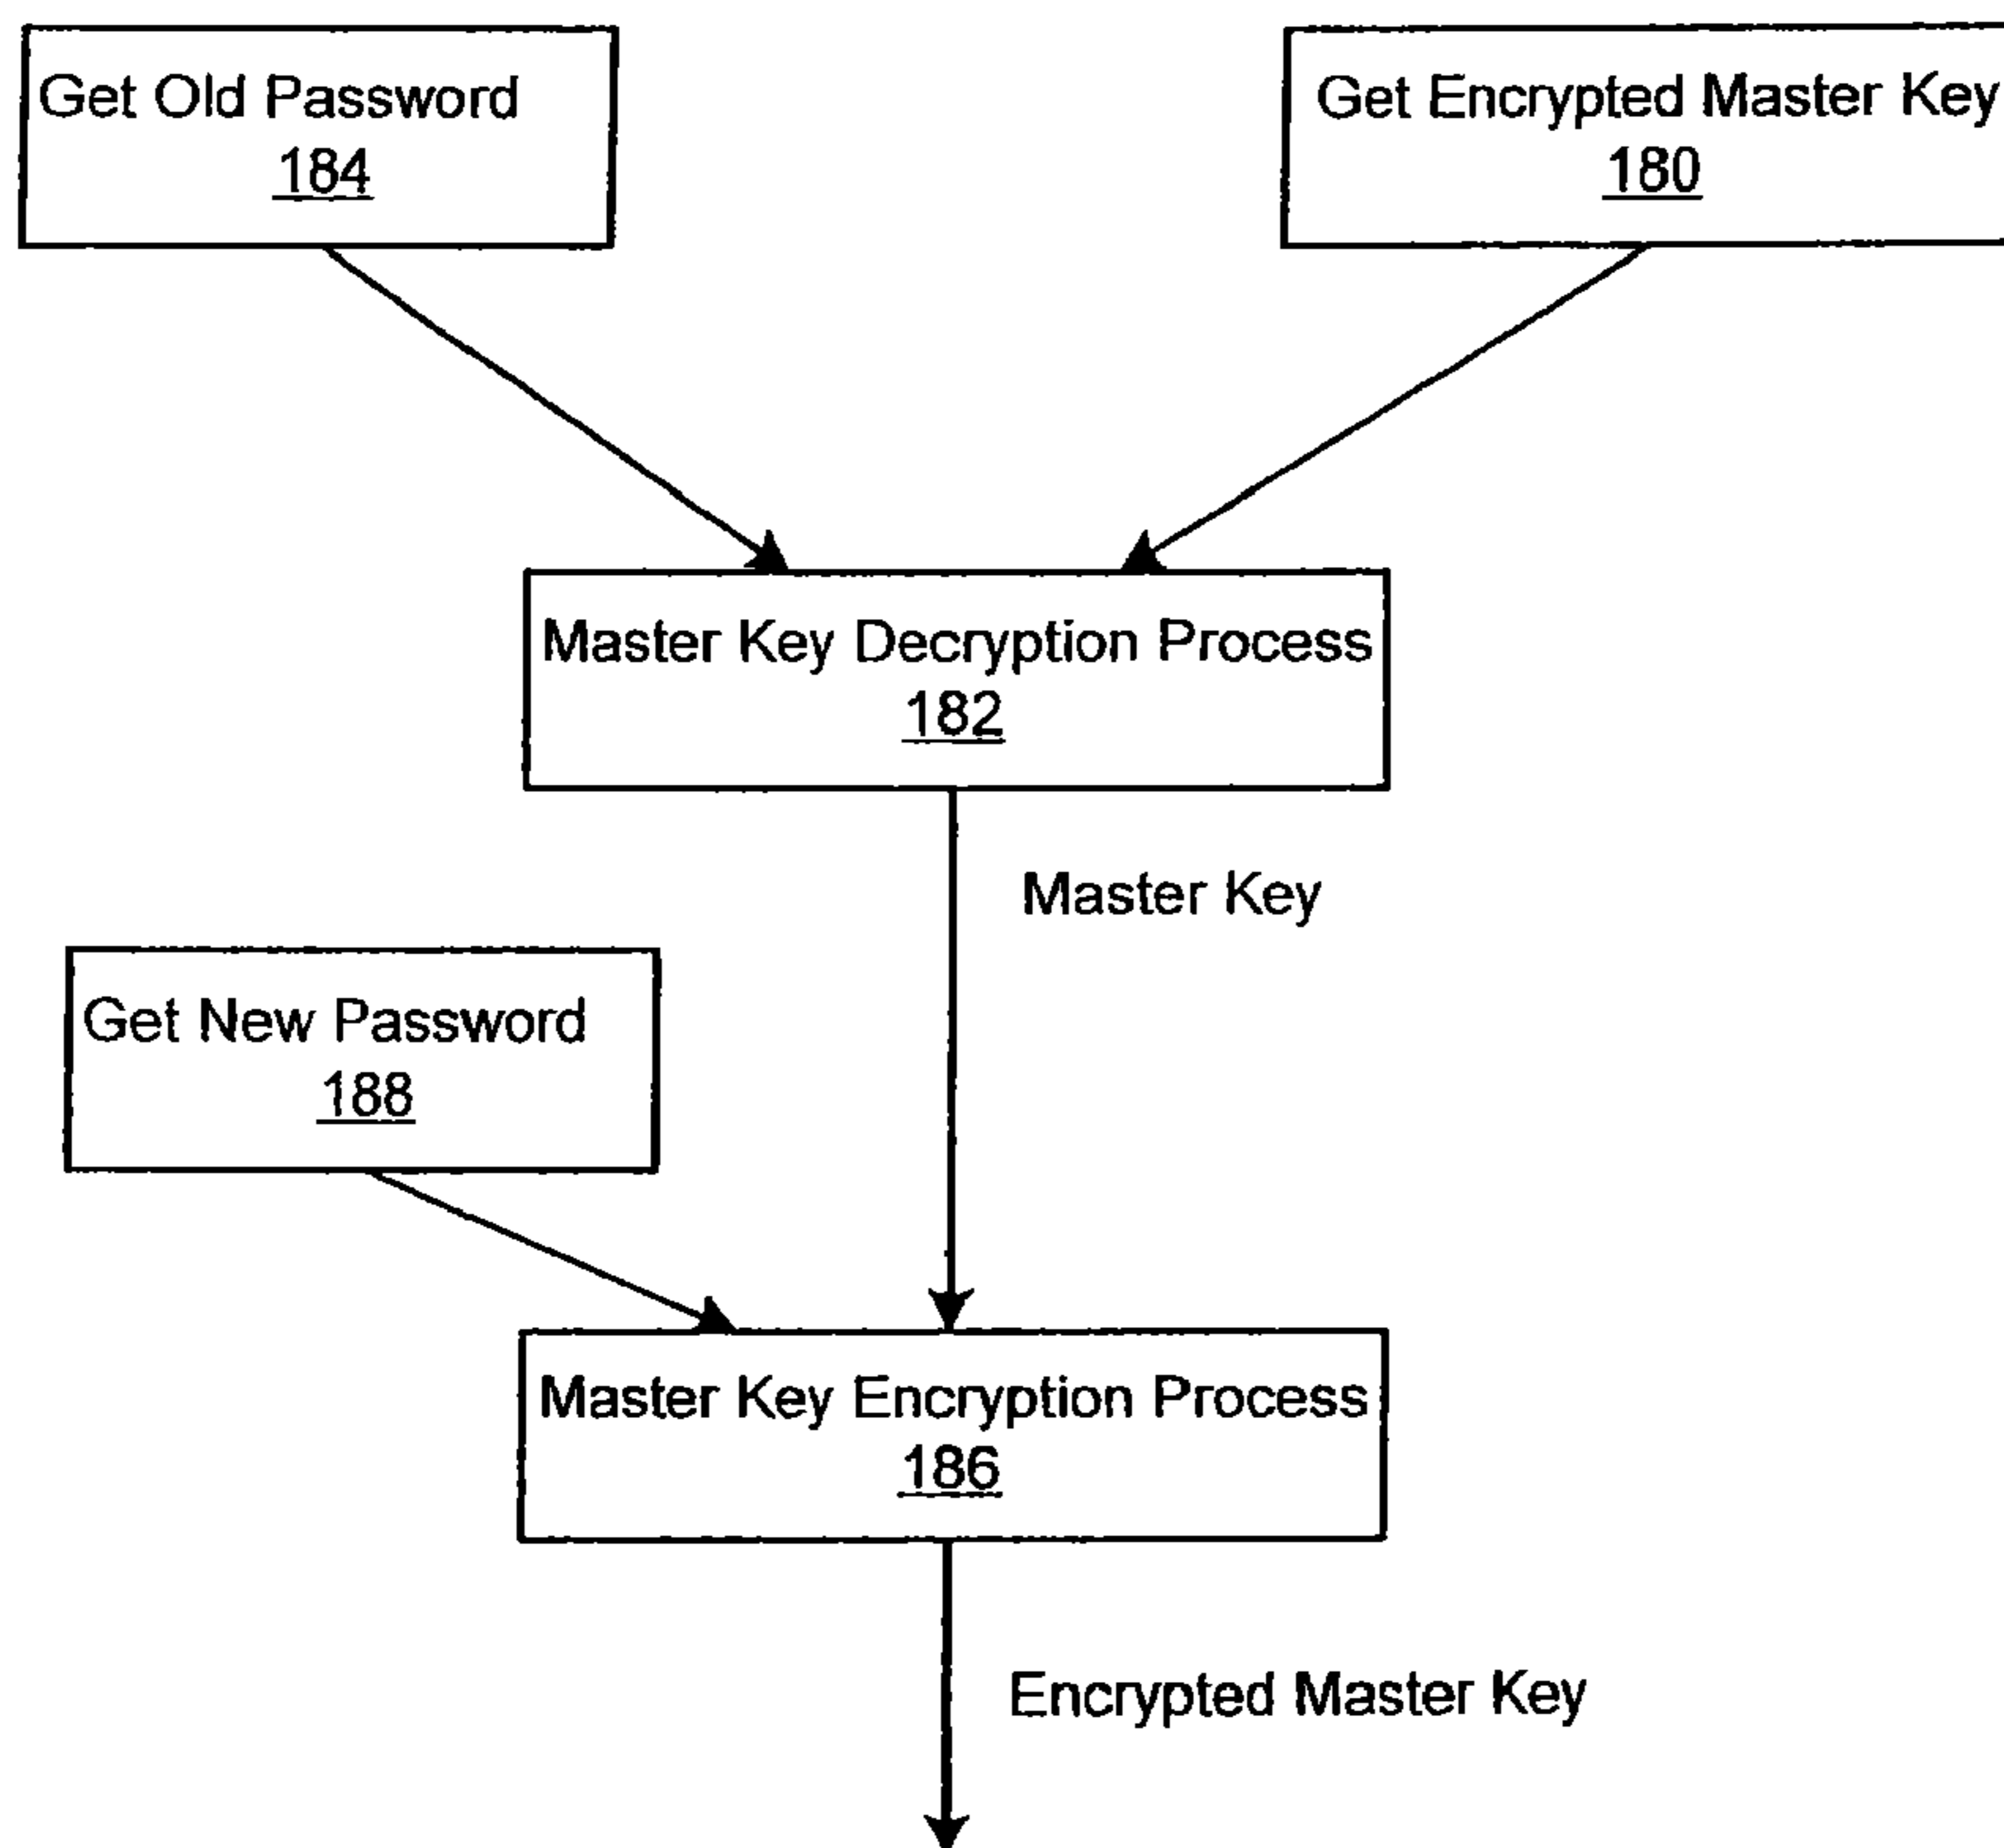 Get Old Password
184
Get Encrypted Master Key
180
Master Key Decryption Process
182
Master Key
Get New Password
188
Master Key Encryption Process
186
Encrypted Master Key